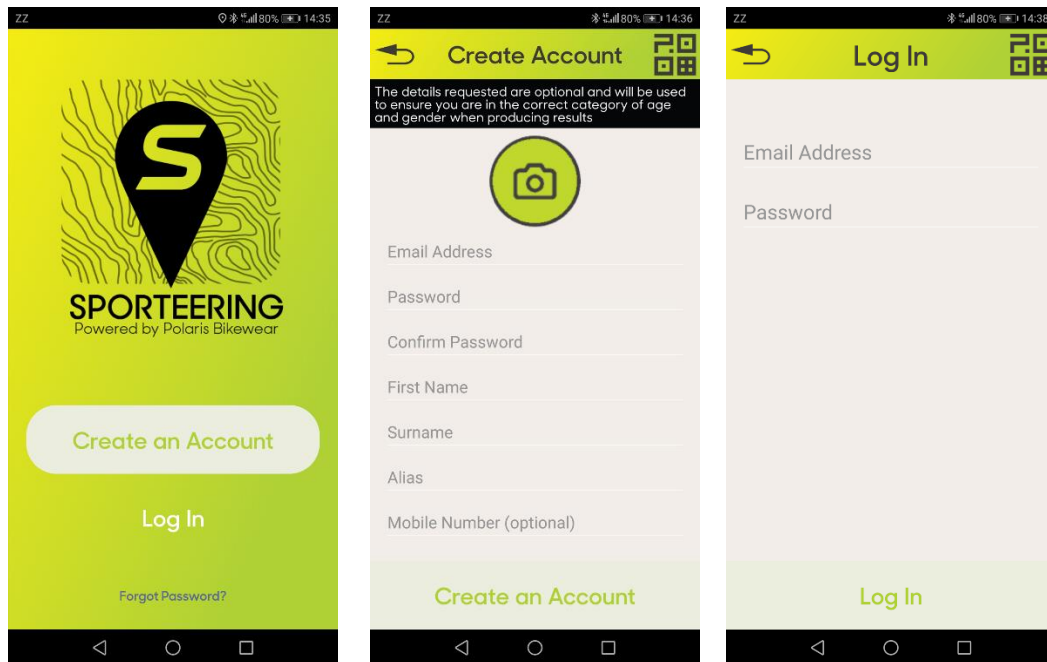 ZZ 80% 14:35
S
SPORTEERING
Powered by Polaris Bikewear
Create an Account
Log In
Forgot Password?
ZZ 80% 14:36
Create Account
The details requested are optional and will be used
to ensure you are in the correct category of age
and gender when producing results
Email Address
Password
Confirm Password
First Name
Surname
Alias
Mobile Number (optional)
Create an Account
ZZ 80% 14:38
Log In
Email Address
Password
Log In